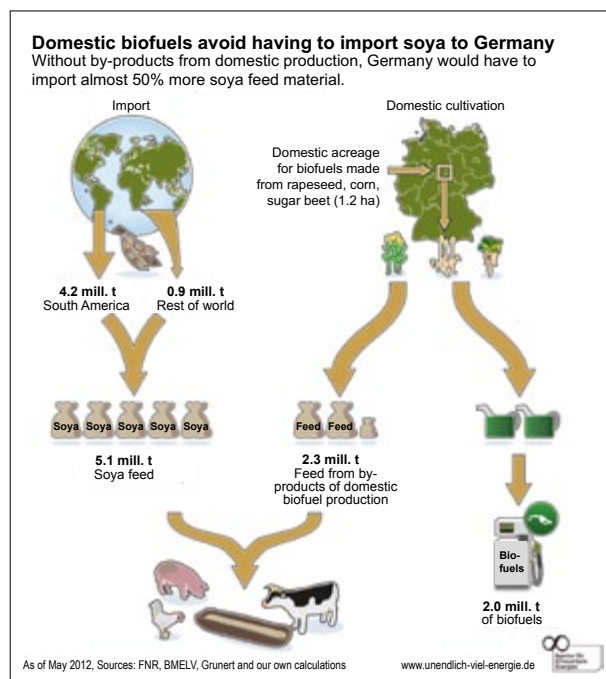 Domestic biofuels avoid having to import soya to Germany
Without by-products from domestic production, Germany would have to
import almost 50% more soya feed material.
Import
Domestic cultivation
Domestic acreage
for biofuels made
from rapeseed, corn,
sugar beet (1.2 ha)
4.2 mill. t
South America
0.9 mill. t
Rest of world
Soya Soya Soya Soya Soya
5.1 mill. t
Soya feed
Feed Feed
2.3 mill. t
Feed from by-
products of domestic
biofuel production
Bio-
fuels
2.0 mill. t
of biofuels
As of May 2012, Sources: FNR, BMELV, Grunert and our own calculations
www.unendlich-viel-energie.de